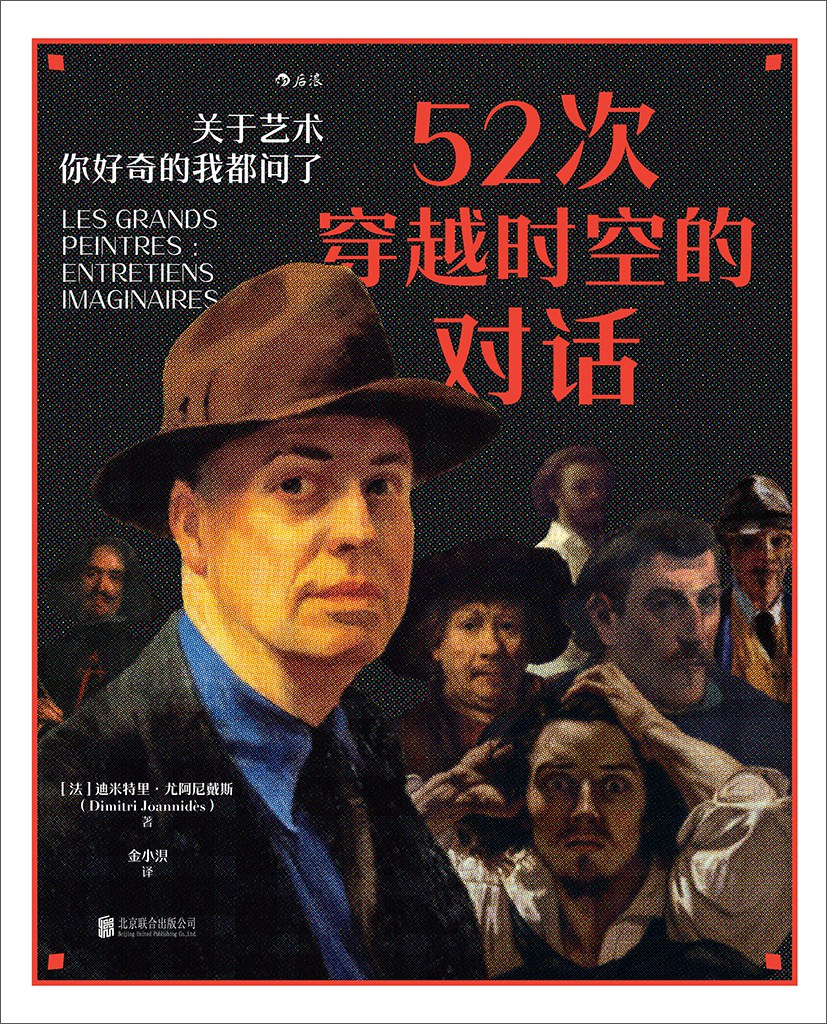 后浪
关于艺术
你好奇的我都问了
LES GRANDS
PEINTRES :
ENTRETIENS
IMAGINAIRES
52次
穿越时空的
对话
[ 法 ] 迪米特里·尤阿尼戴斯
( Dimitri Joannidès )
著
金小淏
译
北京联合出版公司
Beijing United Publishing Co.,Ltd.